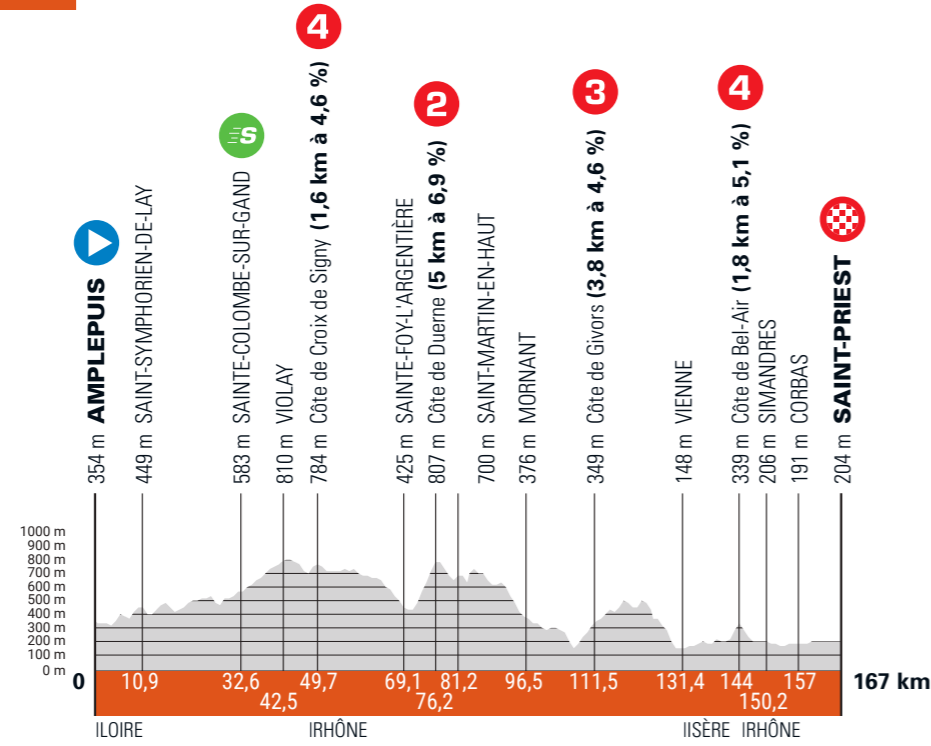 4
2
3
4
S
354 m AMPLEPUIS
449 m SAINT-SYMPHORIEN-DE-LAY
583 m SAINTE-COLOMBE-SUR-GAND
810 m VIOLAY
784 m Côte de Croix de Signy (1,6 km à 4,6 %)
425 m SAINTE-FOY-L'ARGENTIÈRE
807 m Côte de Duerne (5 km à 6,9 %)
700 m SAINT-MARTIN-EN-HAUT
376 m MORNANT
349 m Côte de Givors (3,8 km à 4,6 %)
148 m VIENNE
339 m Côte de Bel-Air (1,8 km à 5,1 %)
206 m SIMANDRES
191 m CORBAS
204 m SAINT-PRIEST
1000 m
900 m
800 m
700 m
600 m
500 m
400 m
300 m
200 m
100 m
0 m
0 10,9 32,6 49,7 69,1 81,2 96,5 111,5 131,4 144 157 167 km
42,5 76,2 150,2
LOIRE RHÔNE ISÈRE RHÔNE